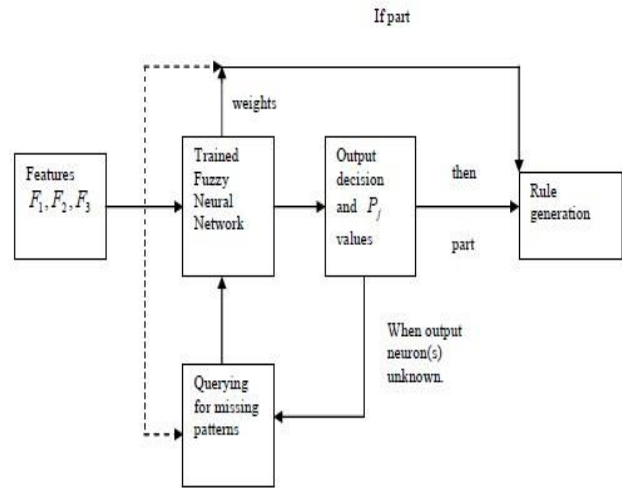 If part
weights
Features
F₁, F₂, F₃
Trained
Fuzzy
Neural
Network
Output
decision
and P_j
values
then
part
Rule
generation
When output
neuron(s)
unknown.
Querying
for missing
patterns